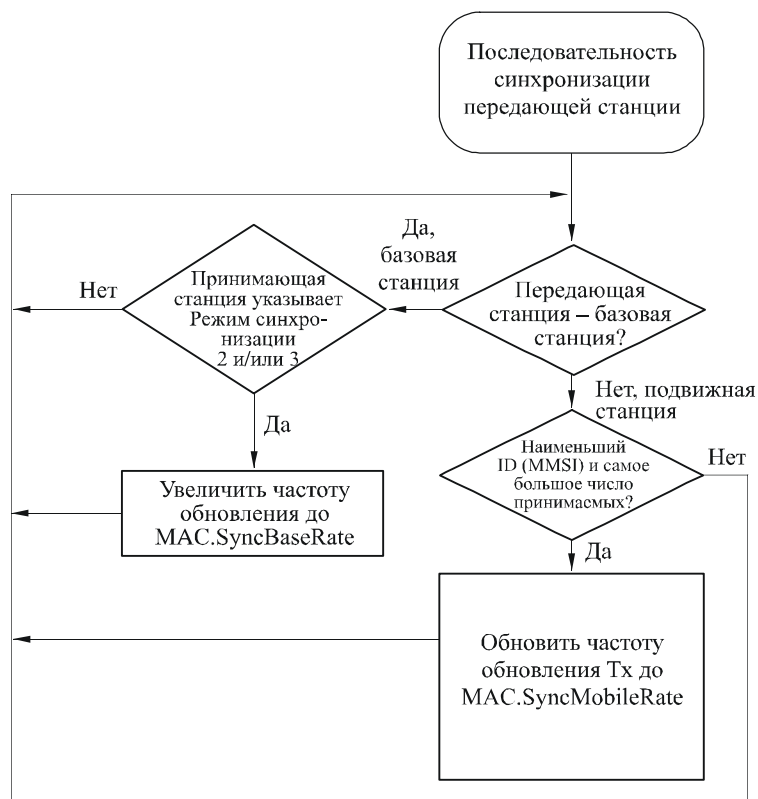 Последовательность
синхронизации
передающей станции
Да,
базовая
станция
Нет
Принимающая
станция указывает
Режим синхро-
низации
2 и/или 3
Передающая
станция – базовая
станция?
Нет, подвижная
станция
Да
Наименьший
ID (MMSI) и самое
большое число
принимасмых?
Нет
Увеличить частоту
обновления до
MAC.SyncBaseRate
Да
Обновить частоту
обновления Tx до
MAC.SyncMobileRate